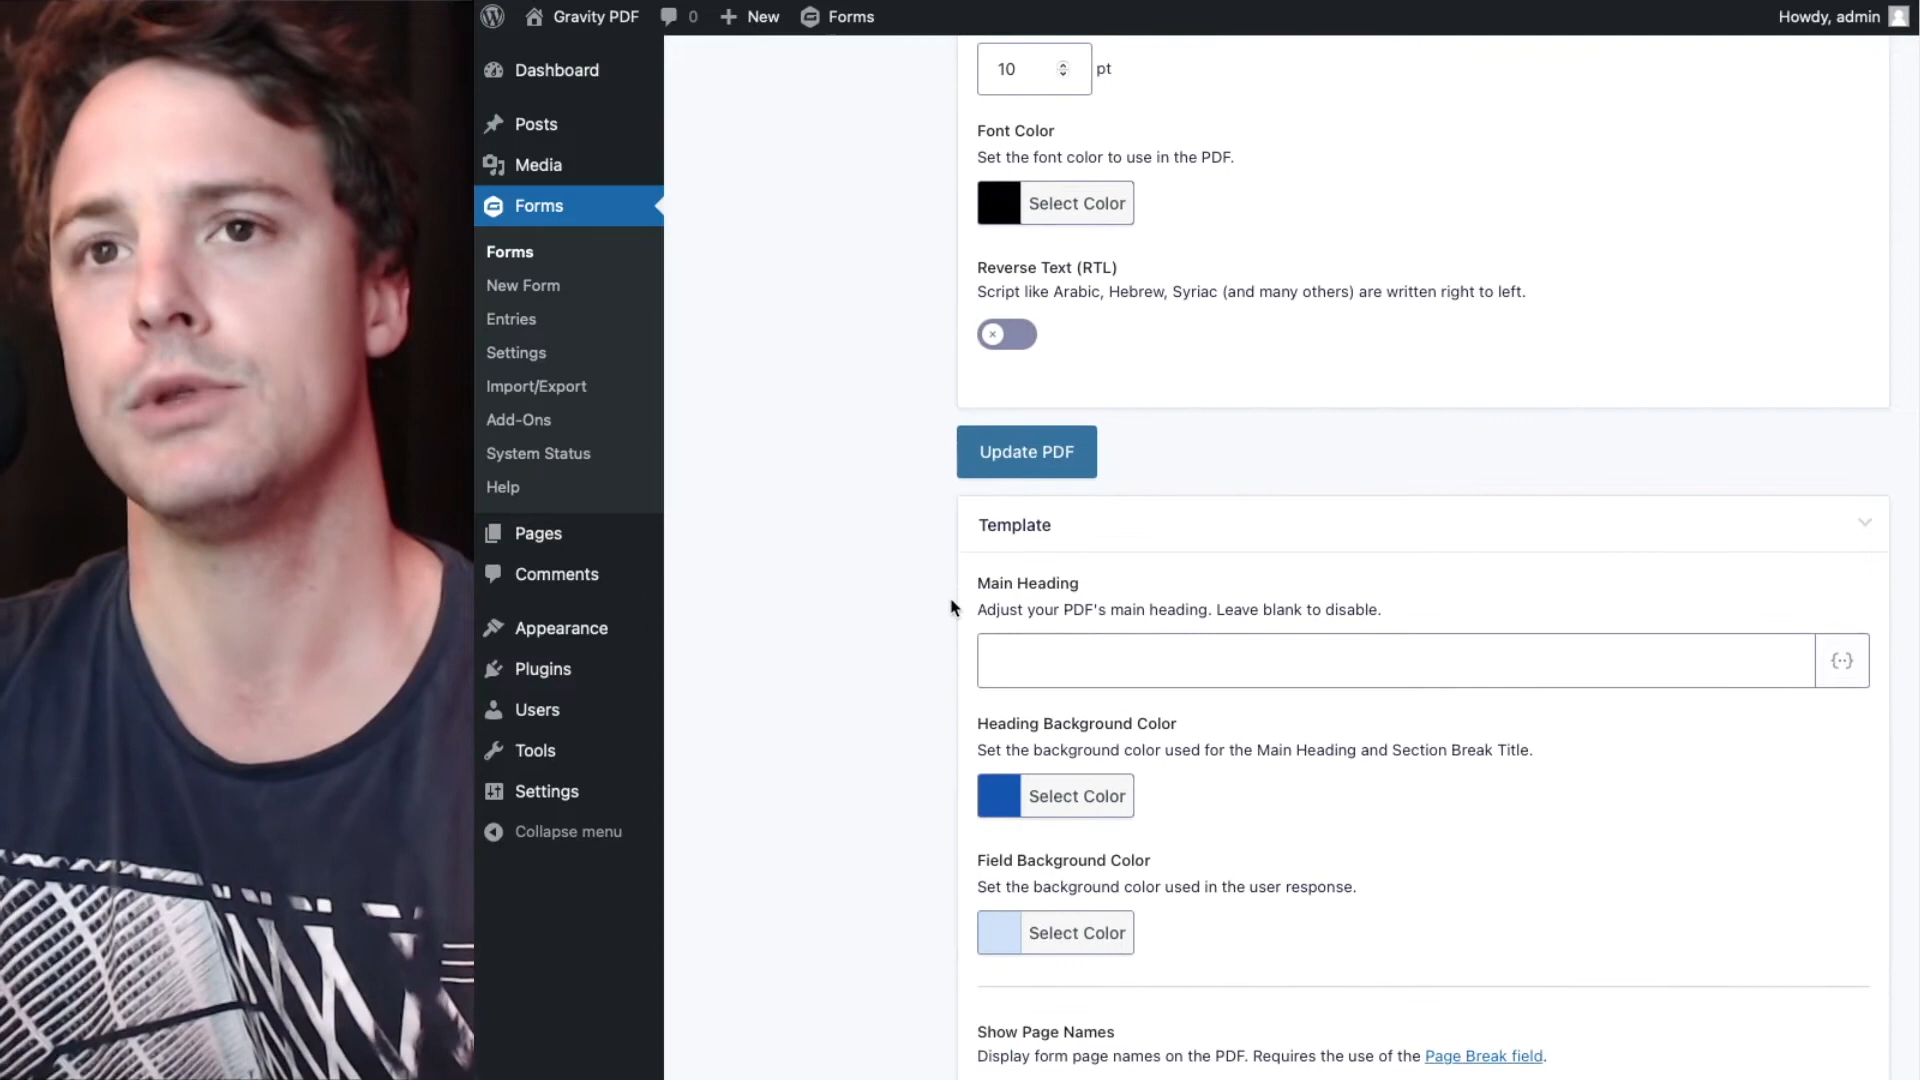 Gravity PDF
0
New
Forms
Howdy, admin
Dashboard
Posts
Media
Forms
Forms
New Form
Entries
Settings
Import/Export
Add-Ons
System Status
Help
Pages
Comments
Appearance
Plugins
Users
Tools
Settings
Collapse menu
10 pt
Font Color
Set the font color to use in the PDF.
Select Color
Reverse Text (RTL)
Script like Arabic, Hebrew, Syriac (and many others) are written right to left.
Update PDF
Template
Main Heading
Adjust your PDF's main heading. Leave blank to disable.
{··}
Heading Background Color
Set the background color used for the Main Heading and Section Break Title.
Select Color
Field Background Color
Set the background color used in the user response.
Select Color
Show Page Names
Display form page names on the PDF. Requires the use of the Page Break field.